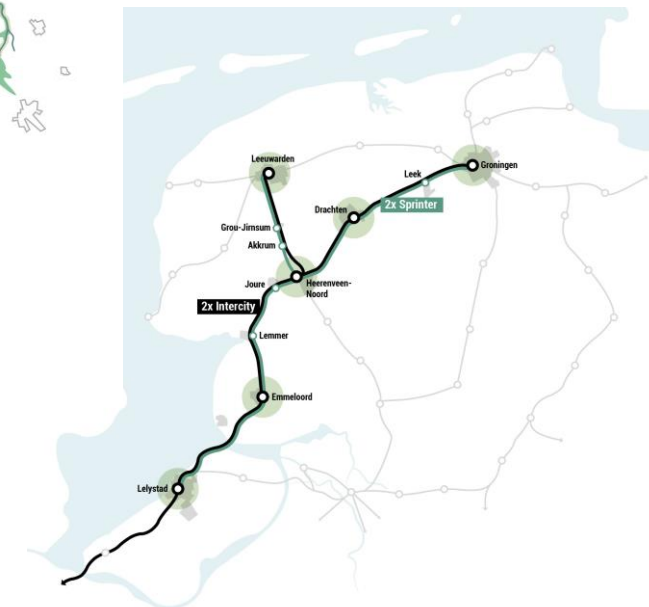 Leeuwarden
Groningen
Leek
Drachten
2x Sprinter
Grou-Jirnsum
Akkrum
Joure
Heerenveen-
Noord
2x Intercity
Lemmer
Emmeloord
Lelystad